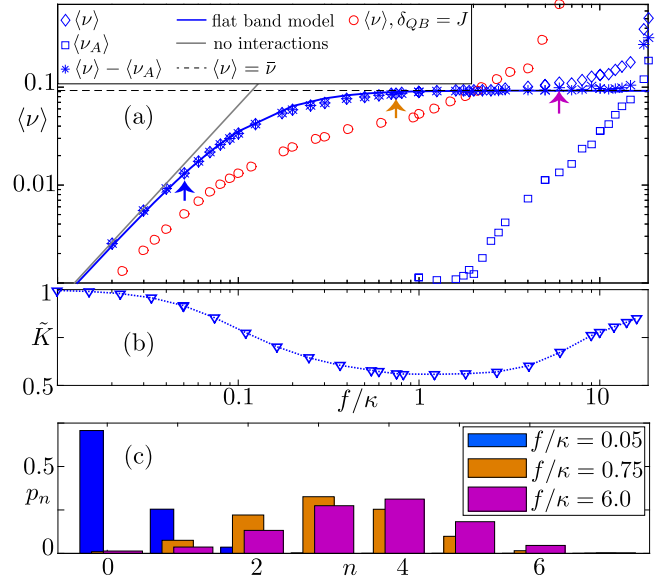 ⟨ν⟩ flat band model ⟨ν⟩, δ_QB = J
⟨ν_A⟩ no interactions
⟨ν⟩ − ⟨ν_A⟩ ⟨ν⟩ = ν̄
0.1
(a)
⟨ν⟩
0.01
1
K̃
(b)
0.5
0.1 1 10
f/κ
(c)
f/κ = 0.05
f/κ = 0.75
f/κ = 6.0
0.5
p_n
0
0 2 n 4 6